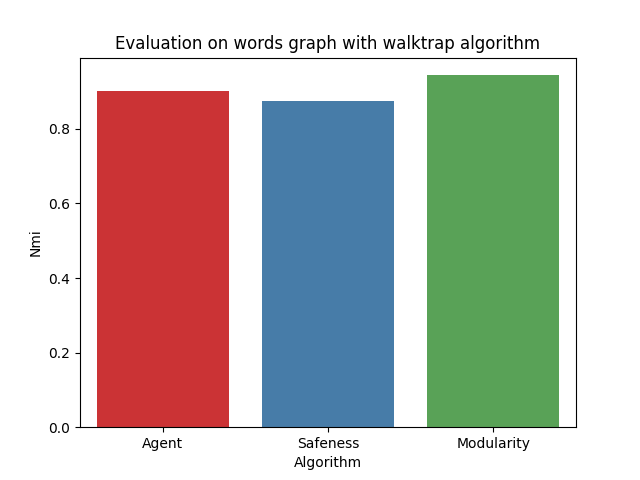 Evaluation on words graph with walktrap algorithm
0.8
0.6
0.4
0.2
0.0
Nmi
Agent Safeness Modularity
Algorithm